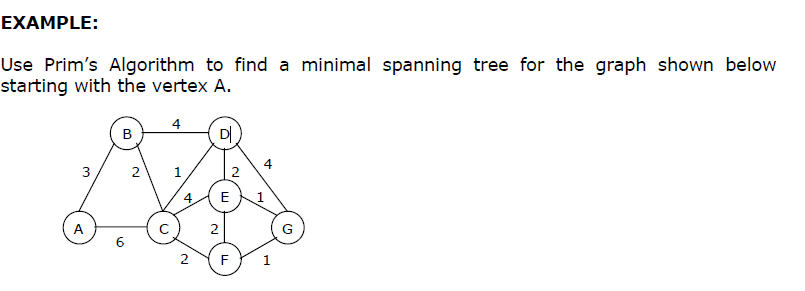 EXAMPLE:
Use Prim's Algorithm to find a minimal spanning tree for the graph shown below
starting with the vertex A.
4
B
D
3
2
1
2
4
4
E
1
A
C
2
G
6
2
F
1